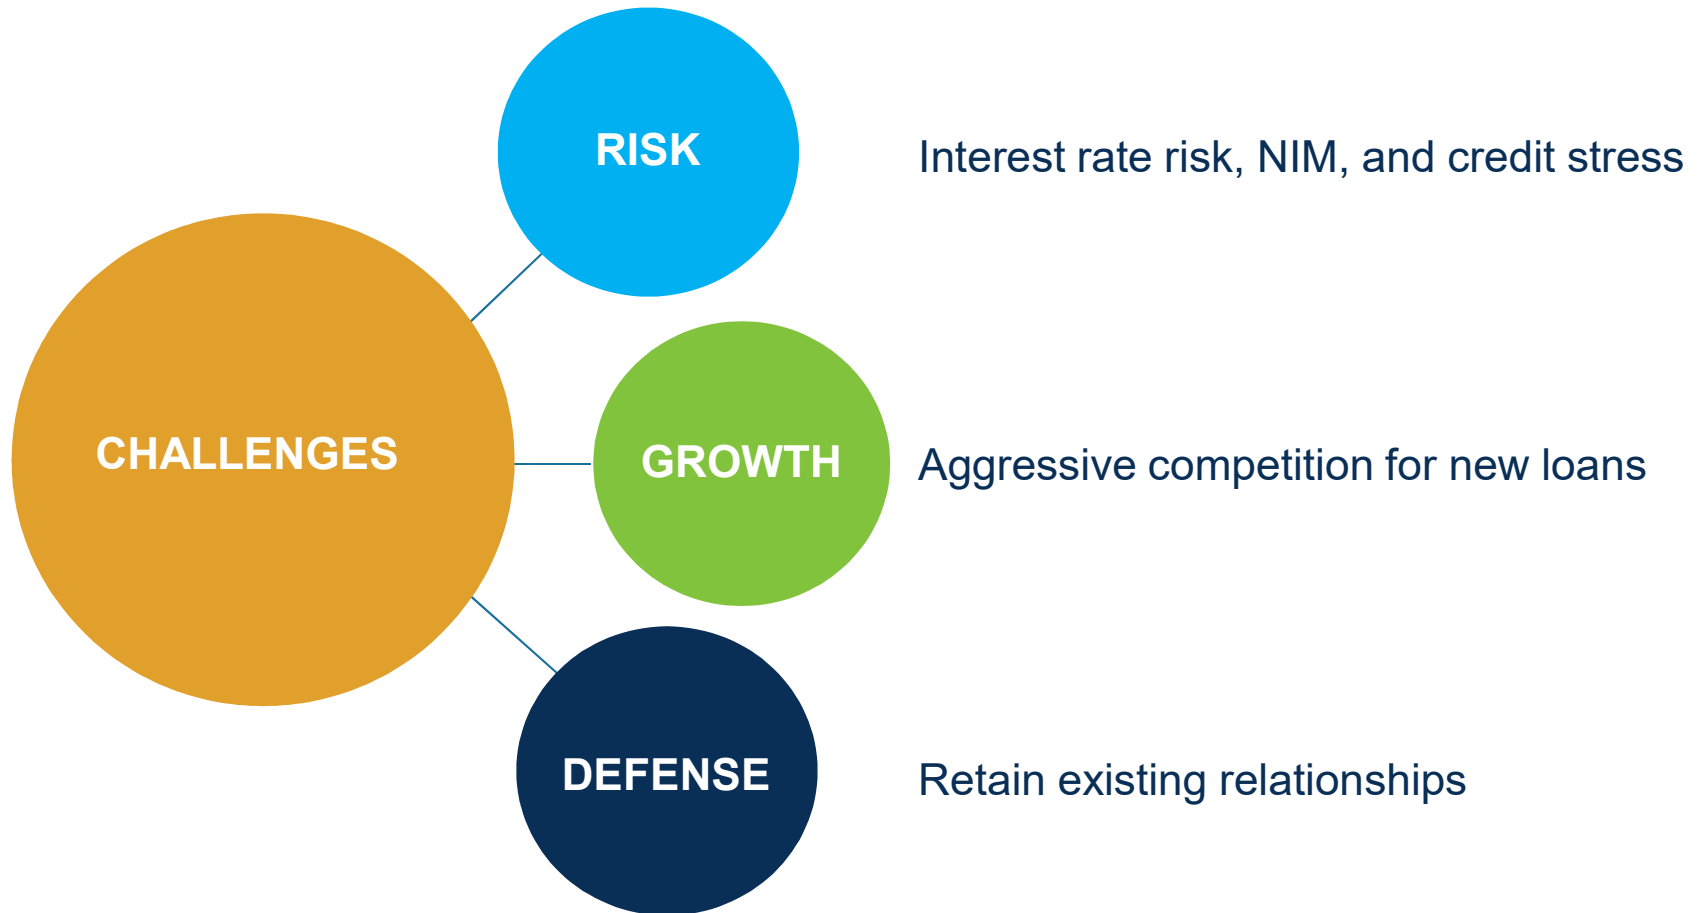 RISK
Interest rate risk, NIM, and credit stress
CHALLENGES
GROWTH
Aggressive competition for new loans
DEFENSE
Retain existing relationships